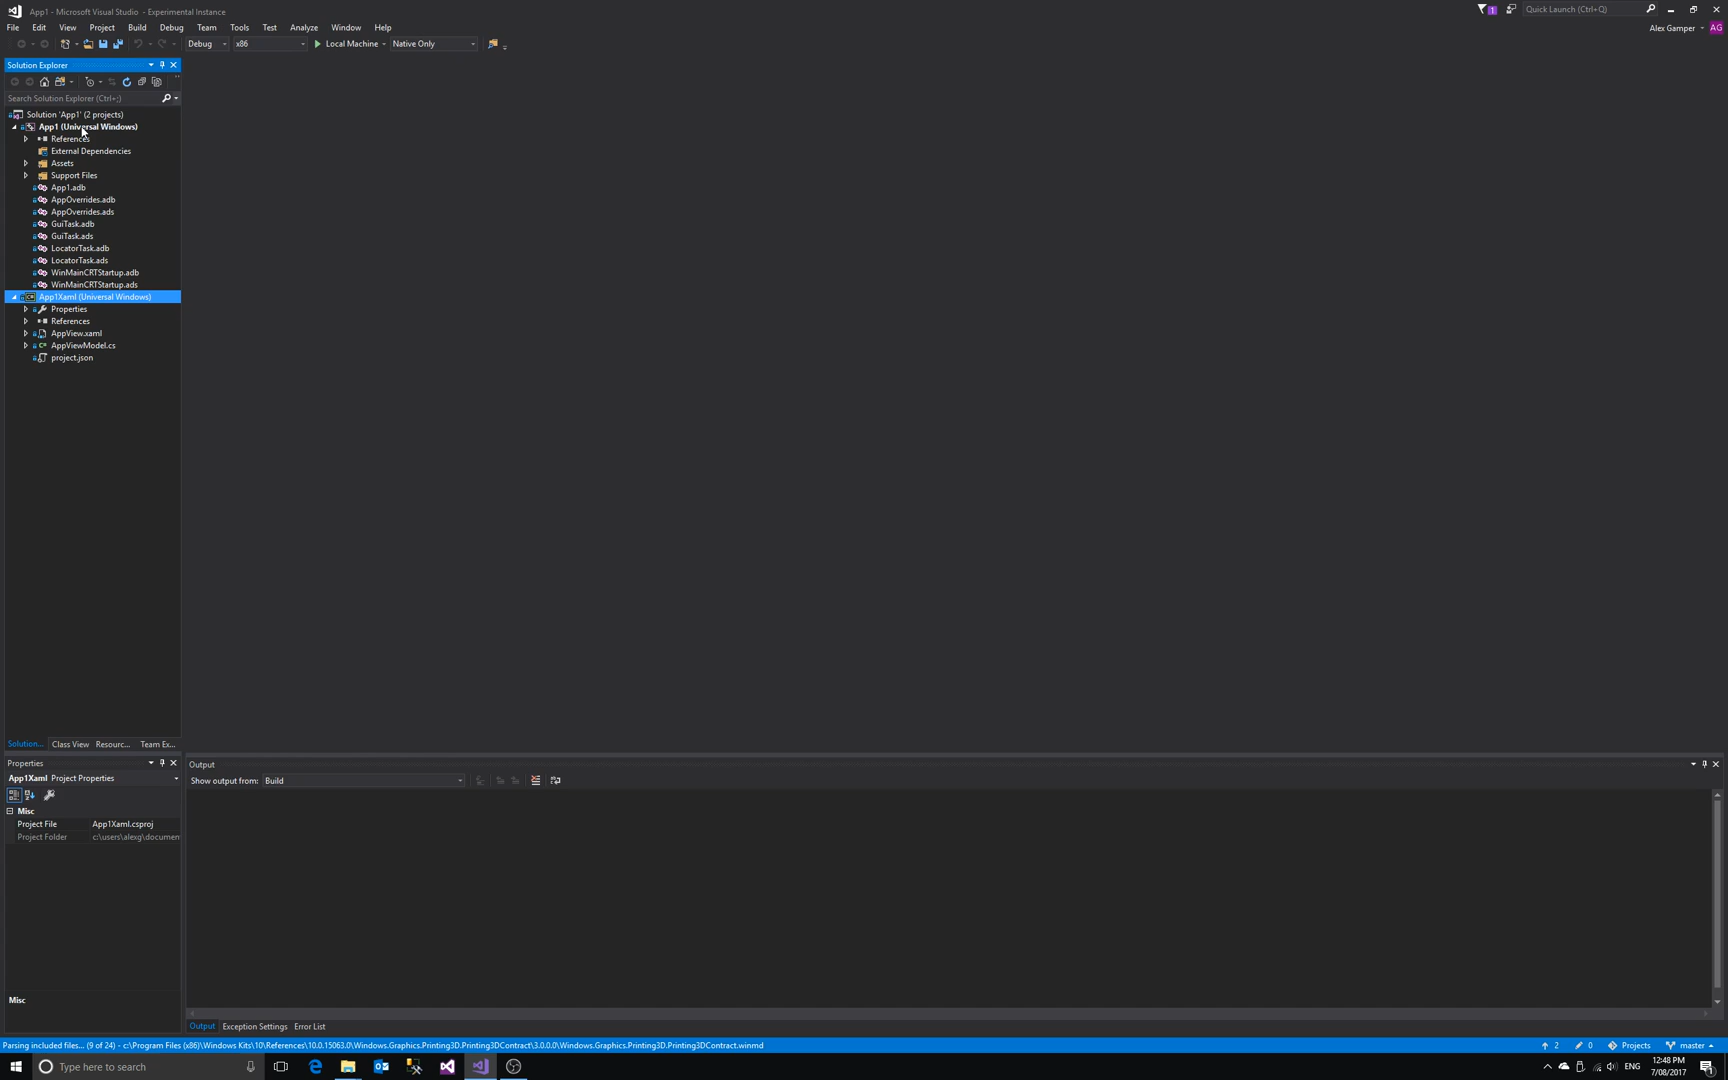 App1 - Microsoft Visual Studio - Experimental Instance
1
Quick Launch (Ctrl+Q)
File Edit View Project Build Debug Team Tools Test Analyze Window Help
Alex Gamper AG
Debug x86 Local Machine Native Only
Solution Explorer
Search Solution Explorer (Ctrl+;)
Solution 'App1' (2 projects)
App1 (Universal Windows)
References
External Dependencies
Assets
Support Files
App1.adb
AppOverrides.adb
AppOverrides.ads
GuiTask.adb
GuiTask.ads
LocatorTask.adb
LocatorTask.ads
WinMainCRTStartup.adb
WinMainCRTStartup.ads
App1Xaml (Universal Windows)
Properties
References
AppView.xaml
AppViewModel.cs
project.json
Solution... Class View Resourc... Team Ex...
Properties
App1Xaml Project Properties
Misc
Project File App1Xaml.csproj
Project Folder c:\users\alexg\documen
Misc
Output
Show output from: Build
Output Exception Settings Error List
Parsing included files... (9 of 24) - c:\Program Files (x86)\Windows Kits\10\References\10.0.15063.0\Windows.Graphics.Printing3D.Printing3DContract\3.0.0.0\Windows.Graphics.Printing3D.Printing3DContract.winmd
2 0 Projects master
Type here to search
ENG
12:48 PM
7/08/2017
1